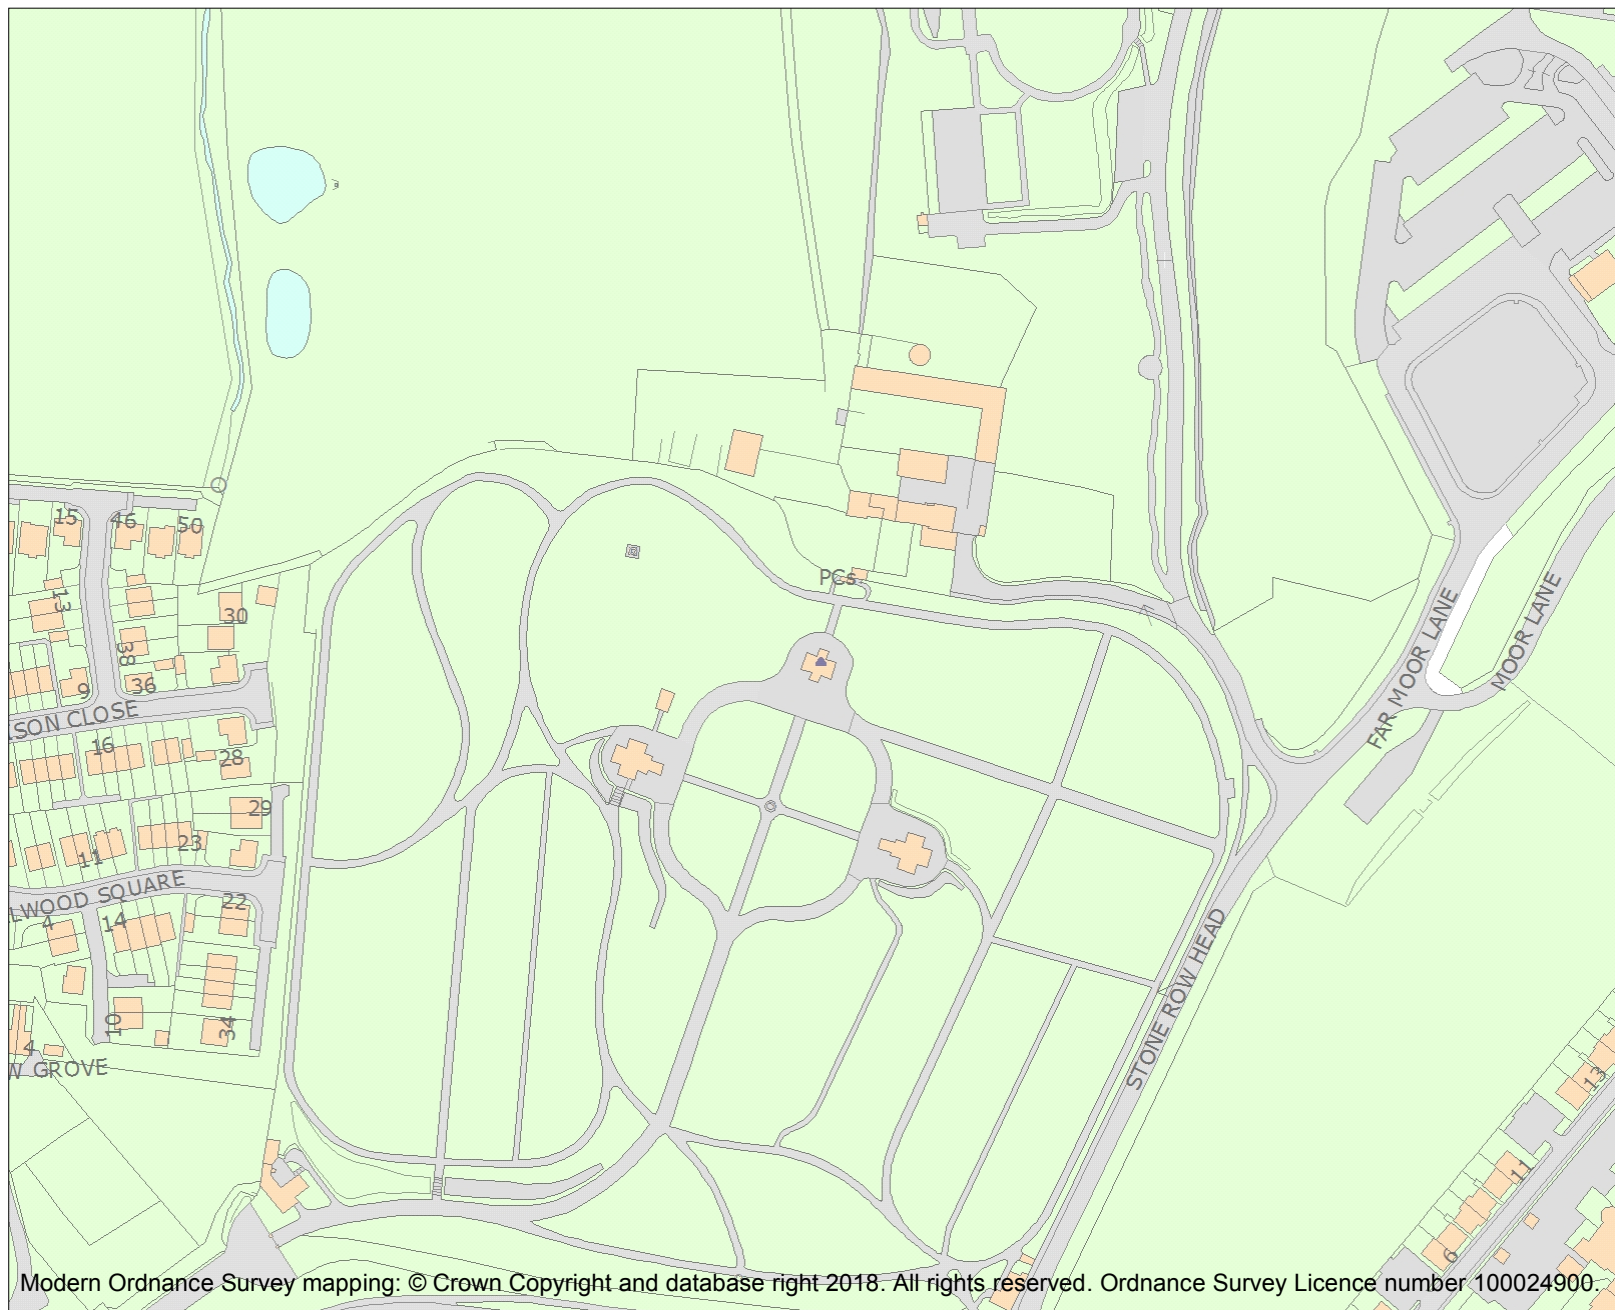 15
46
50
13
30
38
9
36
LSON CLOSE
16
28
29
23
11
LWOOD SQUARE
22
4
14
10
34
4
W GROVE
PCs
FAR MOOR LANE
MOOR LANE
STONE ROW HEAD
13
11
6
Modern Ordnance Survey mapping: © Crown Copyright and database right 2018. All rights reserved. Ordnance Survey Licence number 100024900.